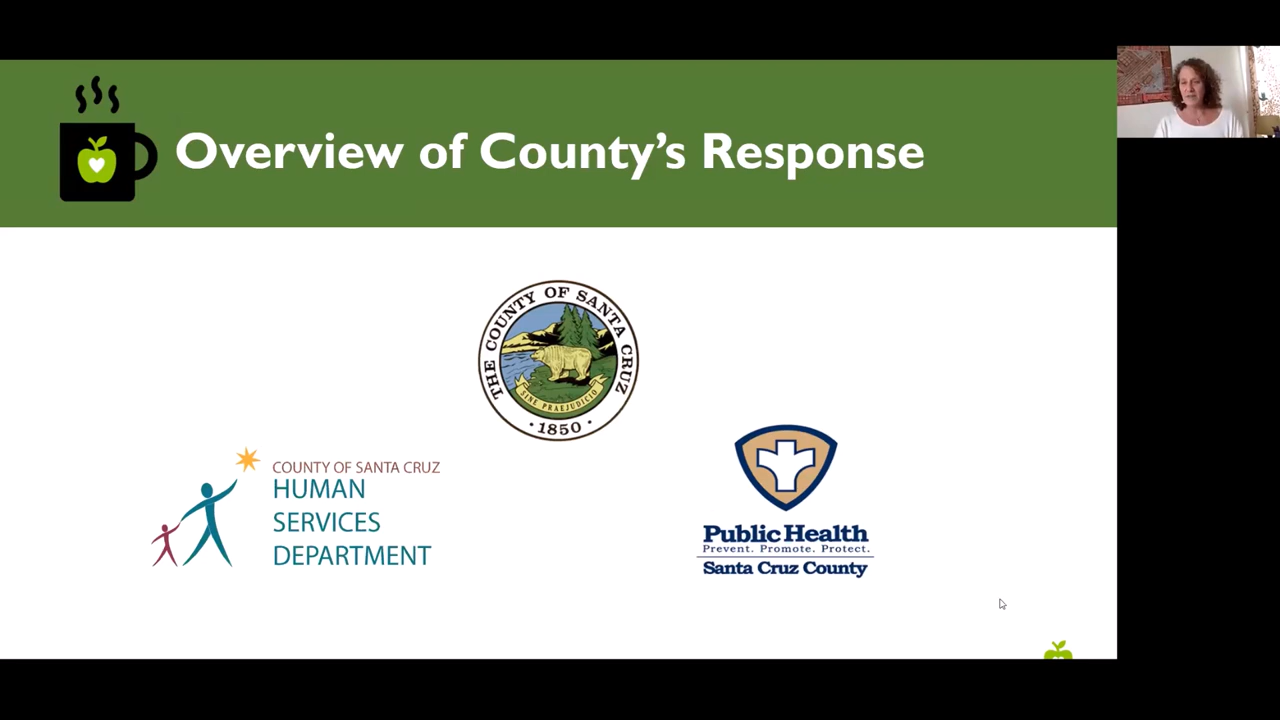 Overview of County's Response
THE COUNTY OF SANTA CRUZ
SINE PRAEJUDICIO
· 1850 ·
COUNTY OF SANTA CRUZ
HUMAN
SERVICES
DEPARTMENT
Public Health
Prevent. Promote. Protect.
Santa Cruz County